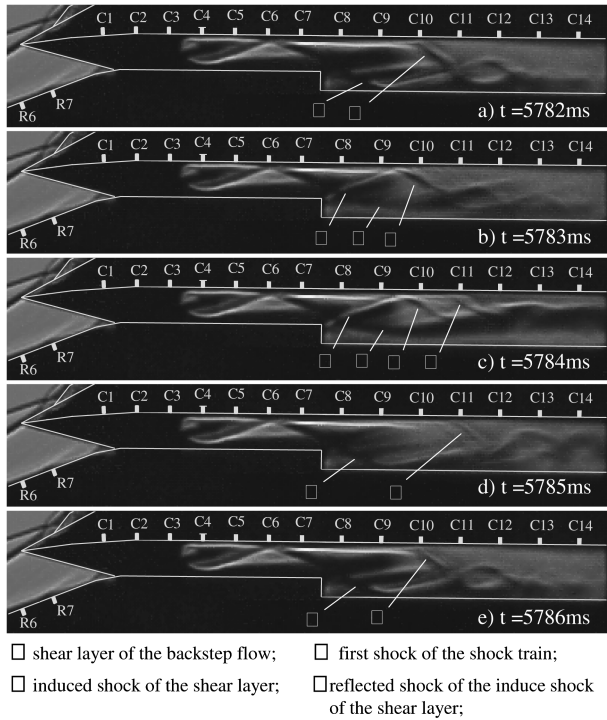 C1 C2 C3 C4 C5 C6 C7 C8 C9 C10 C11 C12 C13 C14
R7
R6
a) t =5782ms
C1 C2 C3 C4 C5 C6 C7 C8 C9 C10 C11 C12 C13 C14
R7
R6
b) t =5783ms
C1 C2 C3 C4 C5 C6 C7 C8 C9 C10 C11 C12 C13 C14
R7
R6
c) t =5784ms
C1 C2 C3 C4 C5 C6 C7 C8 C9 C10 C11 C12 C13 C14
R7
R6
d) t =5785ms
C1 C2 C3 C4 C5 C6 C7 C8 C9 C10 C11 C12 C13 C14
R7
R6
e) t =5786ms
□ shear layer of the backstep flow; □ first shock of the shock train;
□ induced shock of the shear layer; □reflected shock of the induce shock
of the shear layer;